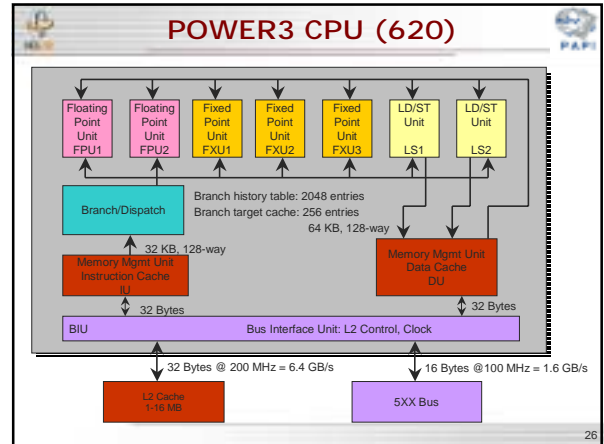 POWER3 CPU (620)
PAPI
Floating
Point
Unit
FPU1
Floating
Point
Unit
FPU2
Fixed
Point
Unit
FXU1
Fixed
Point
Unit
FXU2
Fixed
Point
Unit
FXU3
LD/ST
Unit
LS1
LD/ST
Unit
LS2
Branch/Dispatch
Branch history table: 2048 entries
Branch target cache: 256 entries
64 KB, 128-way
32 KB, 128-way
Memory Mgmt Unit
Instruction Cache
IU
Memory Mgmt Unit
Data Cache
DU
32 Bytes
32 Bytes
BIU
Bus Interface Unit: L2 Control, Clock
32 Bytes @ 200 MHz = 6.4 GB/s
16 Bytes @100 MHz = 1.6 GB/s
L2 Cache
1-16 MB
5XX Bus
26